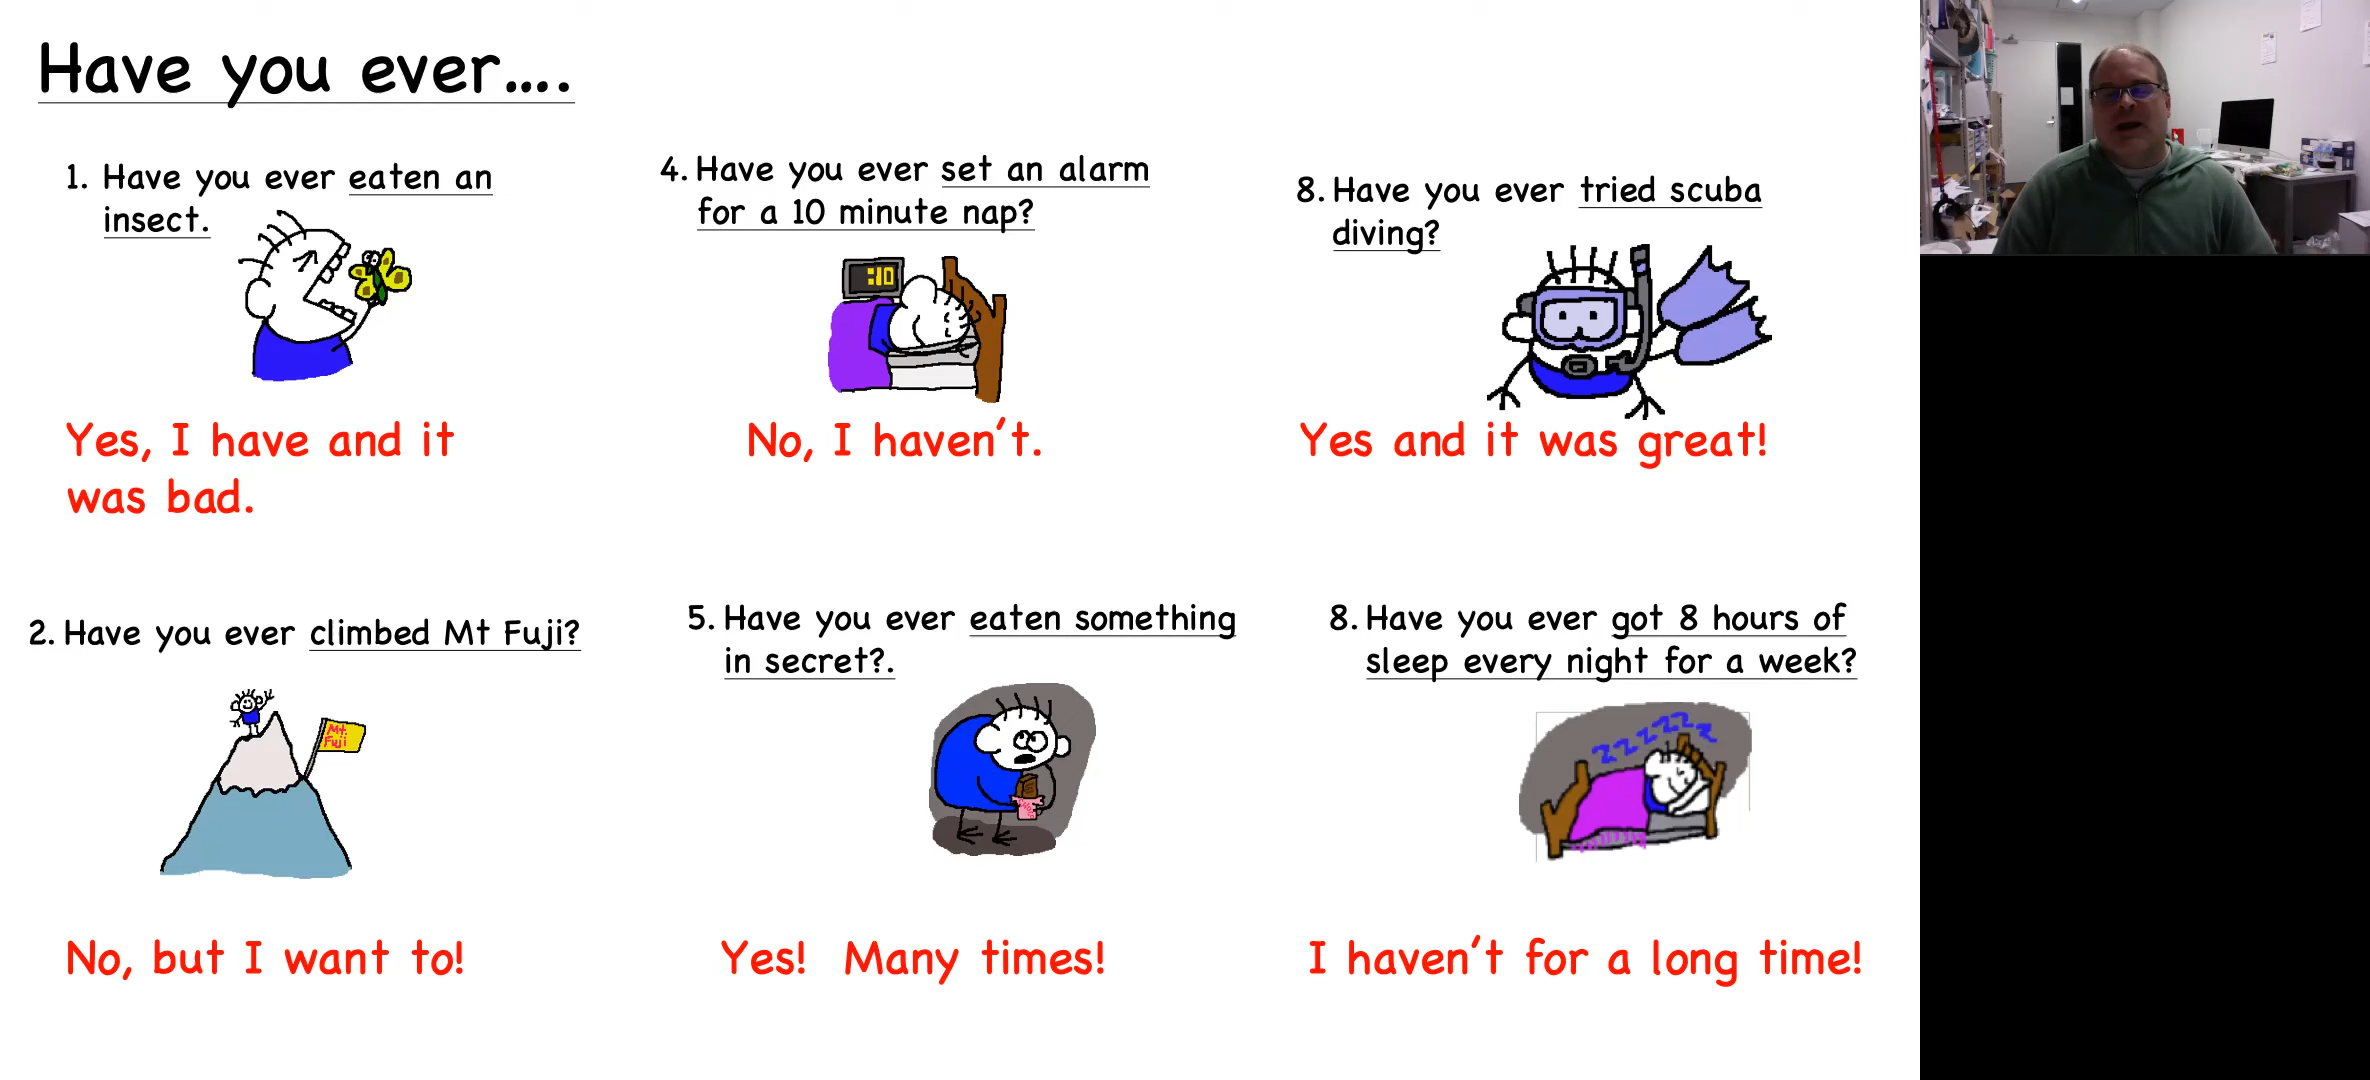 Have you ever....
1. Have you ever eaten an
insect.
Yes, I have and it
was bad.
2. Have you ever climbed Mt Fuji?
Mt.
Fuji
No, but I want to!
4. Have you ever set an alarm
for a 10 minute nap?
:10
No, I haven't.
5. Have you ever eaten something
in secret?.
Yes!  Many times!
8. Have you ever tried scuba
diving?
Yes and it was great!
8. Have you ever got 8 hours of
sleep every night for a week?
zzzzzz
I haven't for a long time!